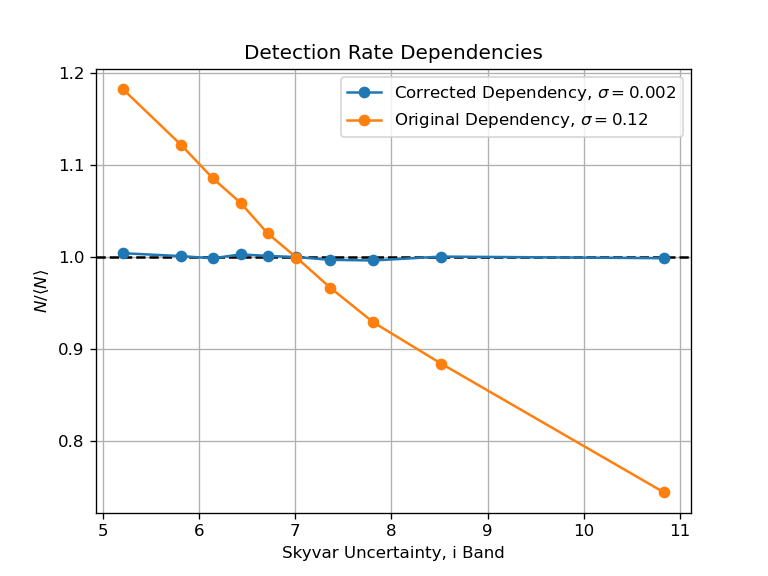 Detection Rate Dependencies
Corrected Dependency, σ = 0.002
Original Dependency, σ = 0.12
1.2
1.1
1.0
0.9
0.8
N/⟨N⟩
5 6 7 8 9 10 11
Skyvar Uncertainty, i Band